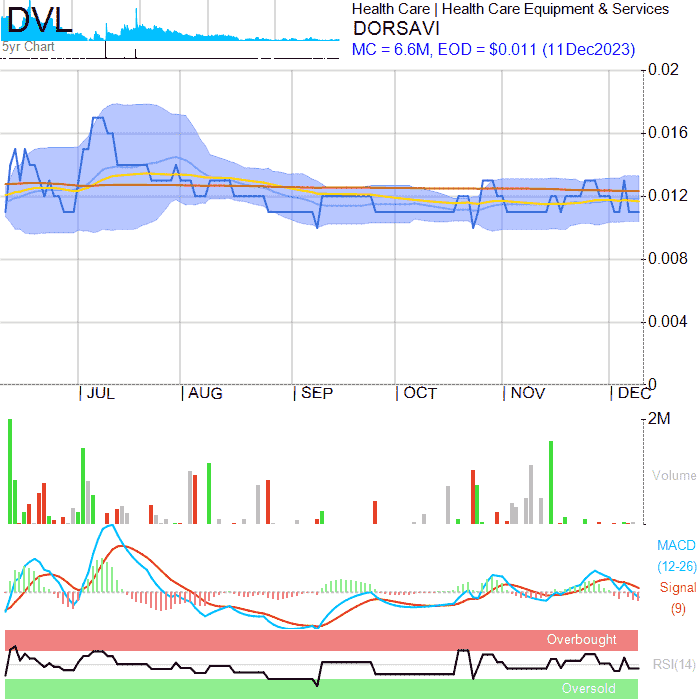 DVL
5yr Chart
Health Care | Health Care Equipment & Services
DORSAVI
MC = 6.6M, EOD = $0.011 (11Dec2023)
0.02
0.016
0.012
0.008
0.004
0
JUL AUG SEP OCT NOV DEC
2M
Volume
MACD
(12-26)
Signal
(9)
Overbought
RSI(14)
Oversold